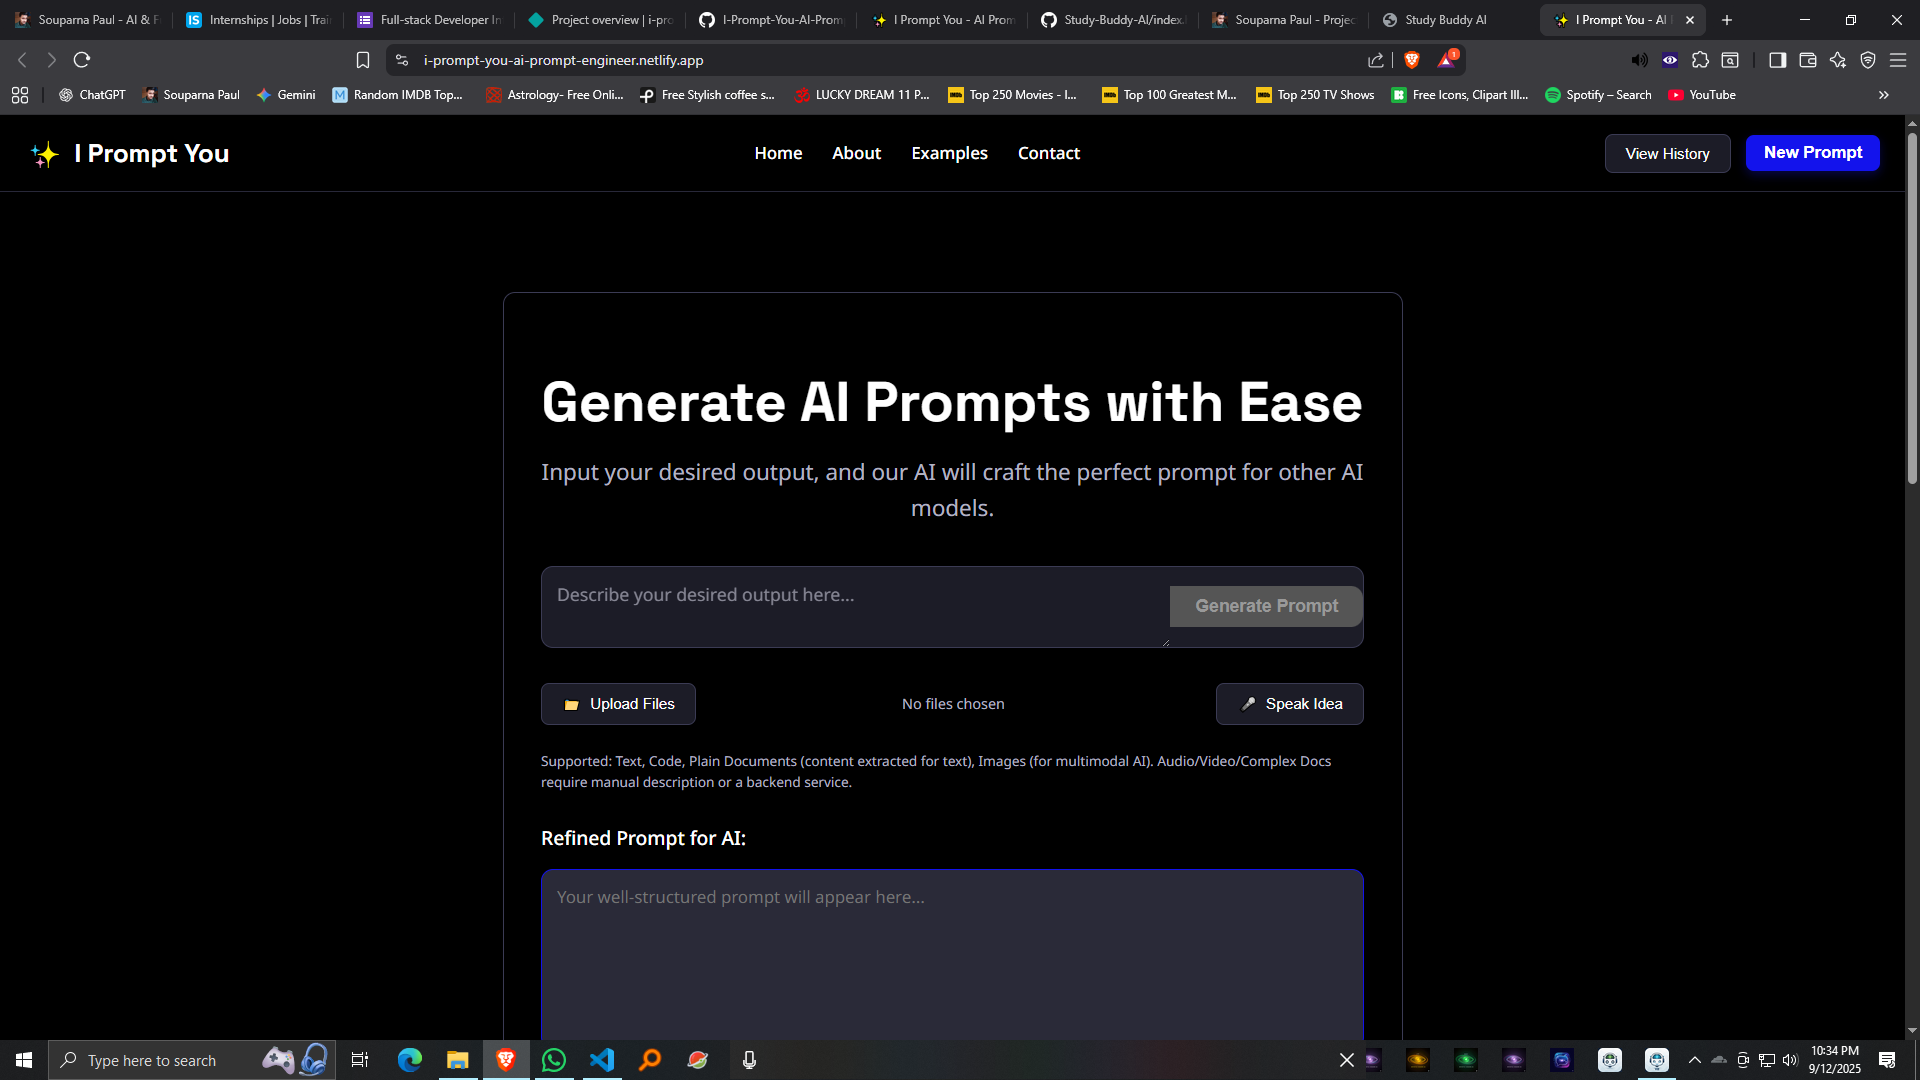 Souparna Paul - AI & F
Internships | Jobs | Trai
Full-stack Developer In
Project overview | i-pro
I-Prompt-You-AI-Prom
I Prompt You - AI Prom
Study-Buddy-AI/index.
Souparna Paul - Projec
Study Buddy AI
I Prompt You - AI
i-prompt-you-ai-prompt-engineer.netlify.app
1
ChatGPT
Souparna Paul
Gemini
Random IMDB Top...
Astrology- Free Onli...
Free Stylish coffee s...
LUCKY DREAM 11 P...
Top 250 Movies - I...
Top 100 Greatest M...
Top 250 TV Shows
Free Icons, Clipart Ill...
Spotify – Search
YouTube
I Prompt You
Home
About
Examples
Contact
View History
New Prompt
Generate AI Prompts with Ease
Input your desired output, and our AI will craft the perfect prompt for other AI
models.
Describe your desired output here...
Generate Prompt
Upload Files
No files chosen
Speak Idea
Supported: Text, Code, Plain Documents (content extracted for text), Images (for multimodal AI). Audio/Video/Complex Docs
require manual description or a backend service.
Refined Prompt for AI:
Your well-structured prompt will appear here...
Type here to search
10:34 PM
9/12/2025